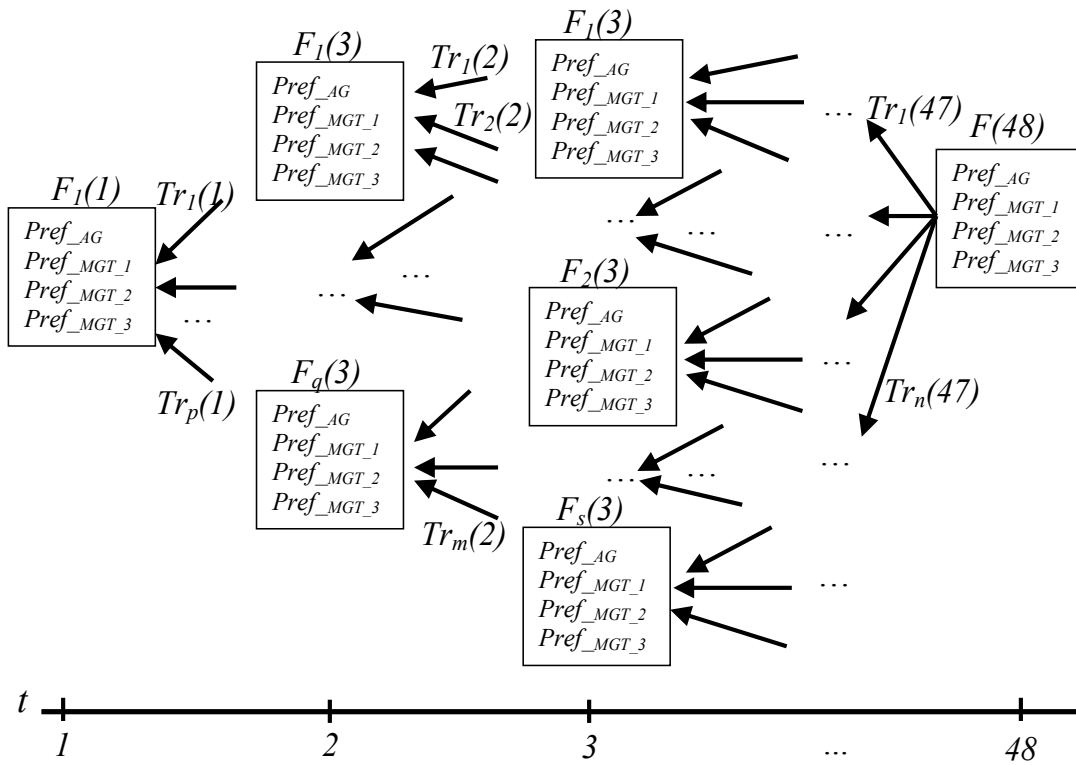 F1(3)
Pref_AG
Pref_MGT_1
Pref_MGT_2
Pref_MGT_3
Tr1(2)
Tr2(2)
F1(3)
Pref_AG
Pref_MGT_1
Pref_MGT_2
Pref_MGT_3
...
Tr1(47)
F(48)
Pref_AG
Pref_MGT_1
Pref_MGT_2
Pref_MGT_3
F1(1)
Tr1(1)
Pref_AG
Pref_MGT_1
Pref_MGT_2
Pref_MGT_3
...
Trp(1)
...
...
...
...
...
F2(3)
Pref_AG
Pref_MGT_1
Pref_MGT_2
Pref_MGT_3
...
Trn(47)
Fq(3)
Pref_AG
Pref_MGT_1
Pref_MGT_2
Pref_MGT_3
Trm(2)
...
...
...
Fs(3)
Pref_AG
Pref_MGT_1
Pref_MGT_2
Pref_MGT_3
...
t
1 2 3 ... 48